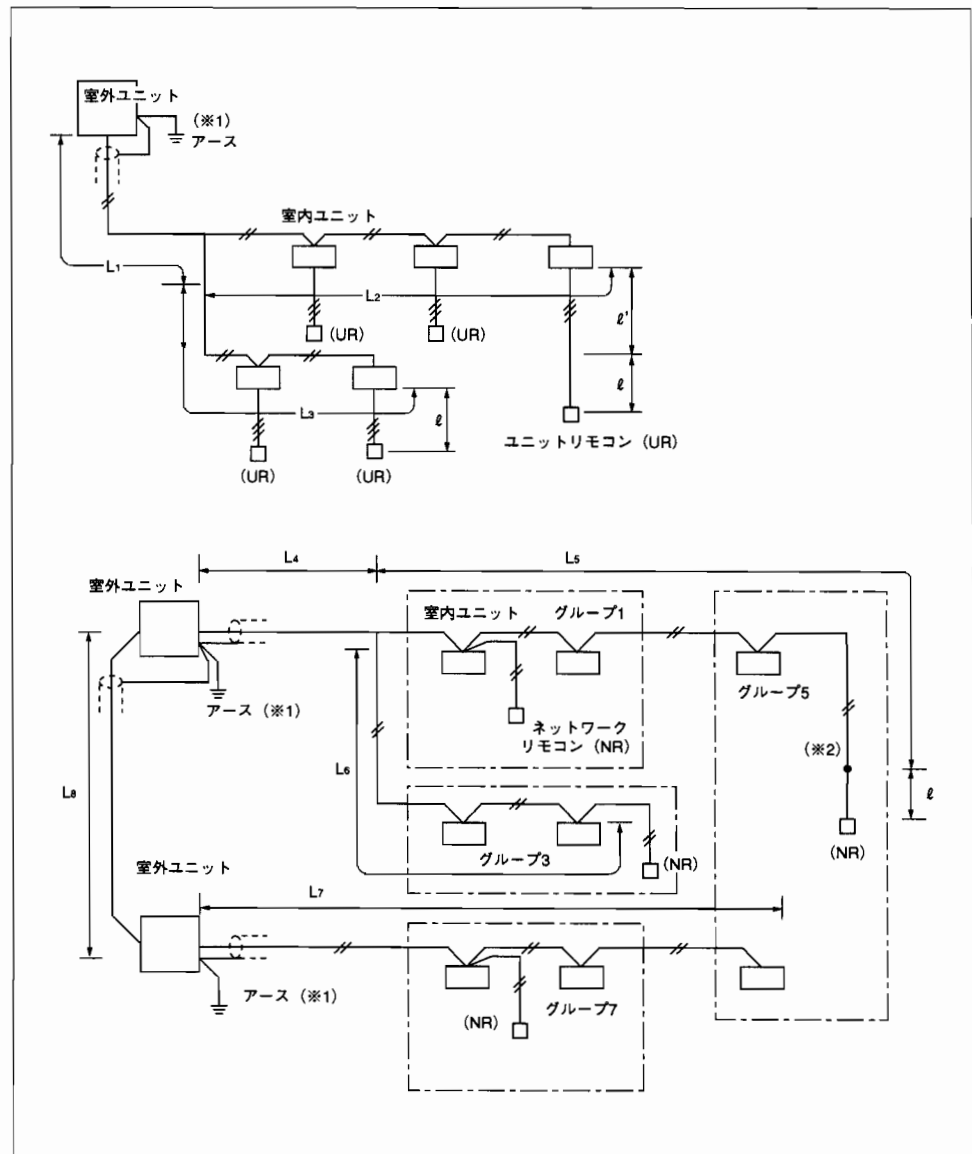 室外ユニット
(※1)
アース
室内ユニット
L1
L2
ℓ'
(UR)
(UR)
ℓ
L3
ℓ
ユニットリモコン (UR)
(UR)
(UR)
L4
L5
室外ユニット
室内ユニット
グループ1
グループ5
アース (※1)
ネットワーク
リモコン (NR)
(※2)
L6
L8
ℓ
グループ3
(NR)
(NR)
室外ユニット
L7
アース (※1)
グループ7
(NR)